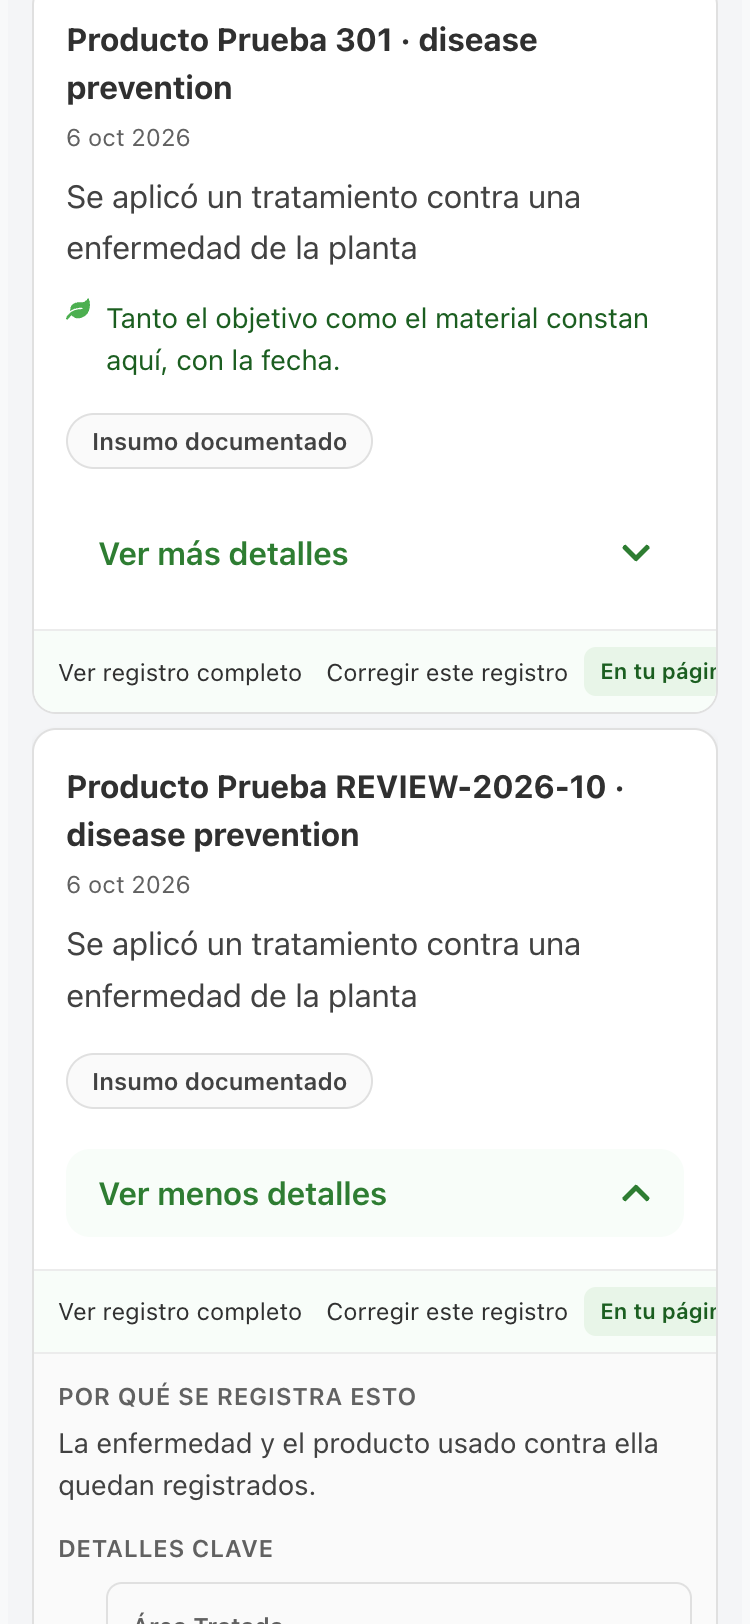 Producto Prueba 301 · disease
prevention
6 oct 2026
Se aplicó un tratamiento contra una
enfermedad de la planta
Tanto el objetivo como el material constan
aquí, con la fecha.
Insumo documentado
Ver más detalles
Ver registro completo Corregir este registro En tu
Producto Prueba REVIEW-2026-10 ·
disease prevention
6 oct 2026
Se aplicó un tratamiento contra una
enfermedad de la planta
Insumo documentado
Ver menos detalles
Ver registro completo Corregir este registro En tu
POR QUÉ SE REGISTRA ESTO
La enfermedad y el producto usado contra ella
quedan registrados.
DETALLES CLAVE